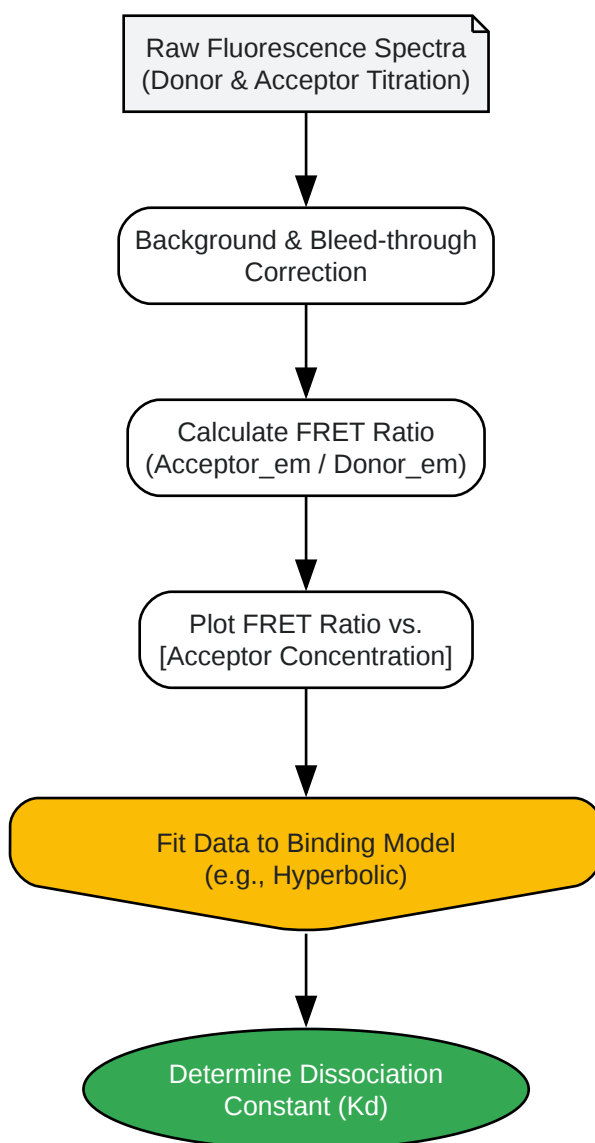 Raw Fluorescence Spectra
(Donor & Acceptor Titration)
Background & Bleed-through
Correction
Calculate FRET Ratio
(Acceptor_em / Donor_em)
Plot FRET Ratio vs.
[Acceptor Concentration]
Fit Data to Binding Model
(e.g., Hyperbolic)
Determine Dissociation
Constant (Kd)